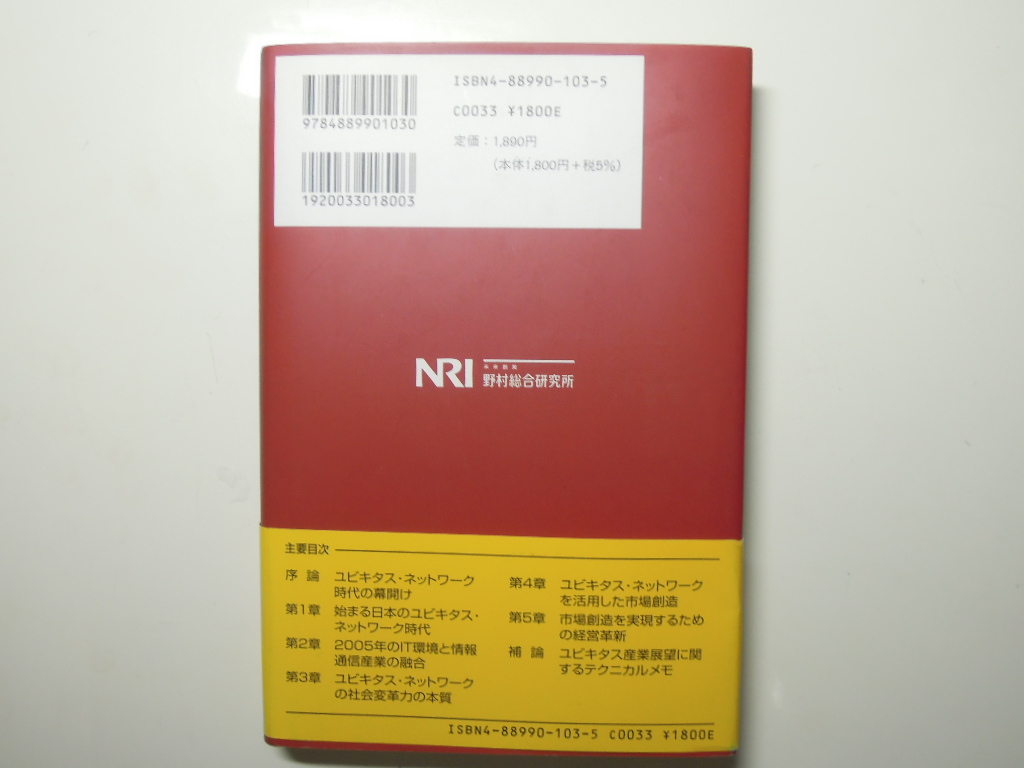 ISBN4-88990-103-5
C0033 ¥1800E
定価：1,890円
（本体1,800円＋税5％）
9784889901030
1920033018003
NRI
未来創発
野村総合研究所
主要目次
序 論 ユビキタス・ネットワーク
時代の幕開け
第1章 始まる日本のユビキタス・
ネットワーク時代
第2章 2005年のIT環境と情報
通信産業の融合
第3章 ユビキタス・ネットワーク
の社会変革力の本質
第4章 ユビキタス・ネットワーク
を活用した市場創造
第5章 市場創造を実現するため
の経営革新
補 論 ユビキタス産業展望に関
するテクニカルメモ
ISBN4-88990-103-5 C0033 ¥1800E